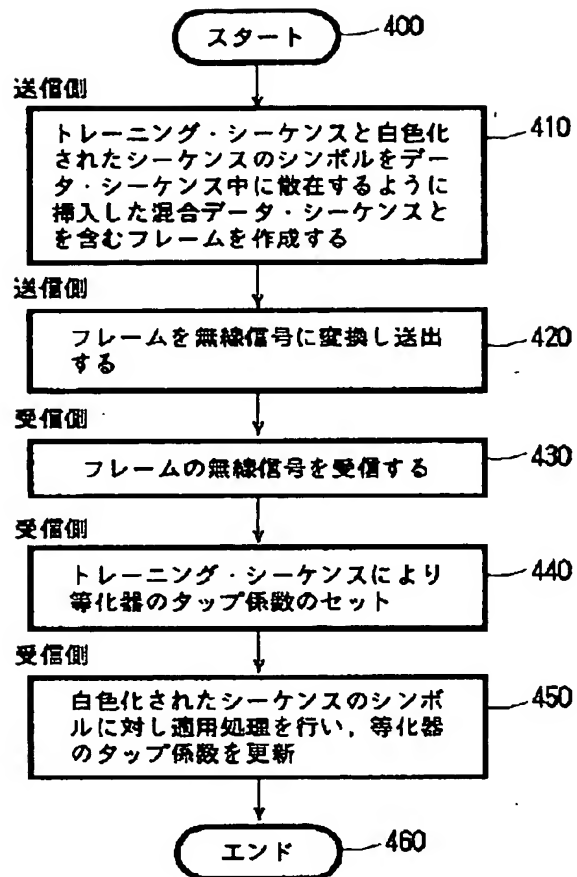 スタート
400
送信側
トレーニング・シーケンスと白色化
されたシーケンスのシンボルをデー
タ・シーケンス中に散在するように
挿入した混合データ・シーケンスと
を含むフレームを作成する
410
送信側
フレームを無線信号に変換し送出
する
420
受信側
フレームの無線信号を受信する
430
受信側
トレーニング・シーケンスにより
等化器のタップ係数のセット
440
受信側
白色化されたシーケンスのシンボ
ルに対し適用処理を行い，等化器
のタップ係数を更新
450
エンド
460